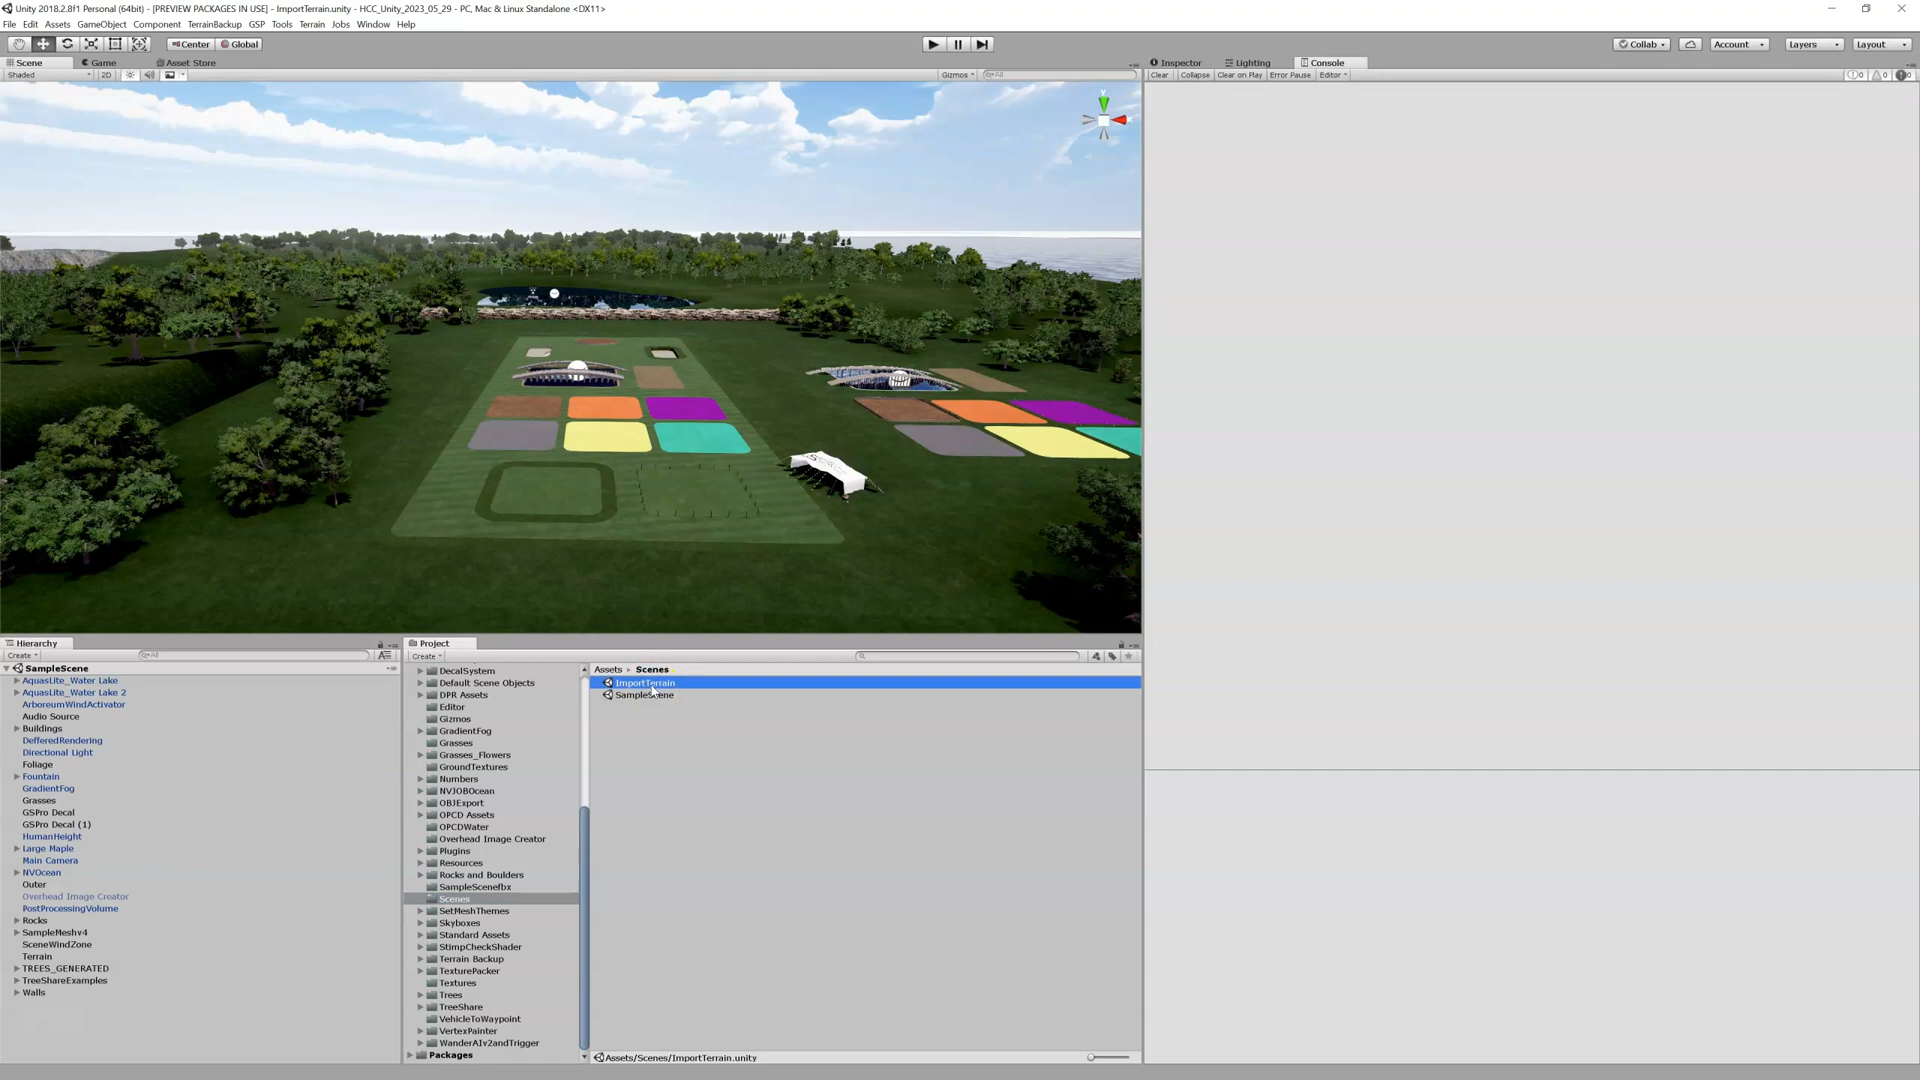 Unity 2018.2.8f1 Personal (64bit) - [PREVIEW PACKAGES IN USE] - ImportTerrain.unity - HCC_Unity_2023_05_29 - PC, Mac & Linux Standalone <DX11>
File Edit Assets GameObject Component TerrainBackup GSP Tools Terrain Jobs Window Help
Center Global Collab Account Layers Layout
Scene Game Asset Store Inspector Lighting Console
Shaded 2D Gizmos All Clear Collapse Clear on Play Error Pause Editor 0 0 0
y
Hierarchy
Create All
SampleScene
AquasLite_Water Lake
AquasLite_Water Lake 2
ArboreumWindActivator
Audio Source
Buildings
DefferedRendering
Directional Light
Foliage
Fountain
GradientFog
Grasses
GSPro Decal
GSPro Decal (1)
HumanHeight
Large Maple
Main Camera
NVOcean
Outer
Overhead Image Creator
PostProcessingVolume
Rocks
SampleMeshv4
SceneWindZone
Terrain
TREES_GENERATED
TreeShareExamples
Walls
Project
Create
DecalSystem
Default Scene Objects
DPR Assets
Editor
Gizmos
GradientFog
Grasses
Grasses_Flowers
GroundTextures
Numbers
NVJOBOcean
OBJExport
OPCD Assets
OPCDWater
Overhead Image Creator
Plugins
Resources
Rocks and Boulders
SampleScenefbx
Scenes
SetMeshThemes
Skyboxes
Standard Assets
StimpCheckShader
Terrain Backup
TexturePacker
Textures
Trees
TreeShare
VehicleToWaypoint
VertexPainter
WanderAIv2andTrigger
Packages
Assets Scenes
ImportTerrain
SampleScene
Assets/Scenes/ImportTerrain.unity